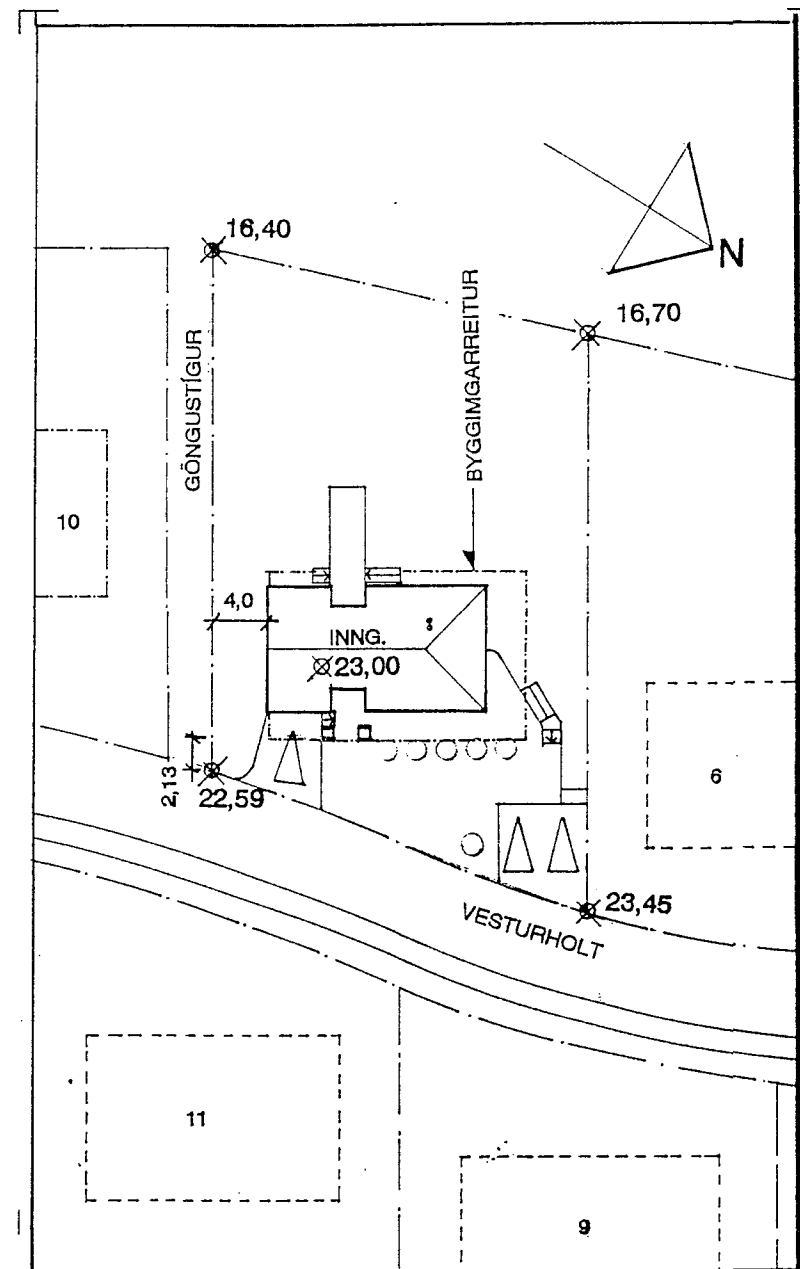 16,40
N
16,70
GÖNGUSTÍGUR
BYGGIMGARREITUR
10
4,0
INNG.
23,00
2,13
22,59
6
23,45
VESTURHOLT
11
9